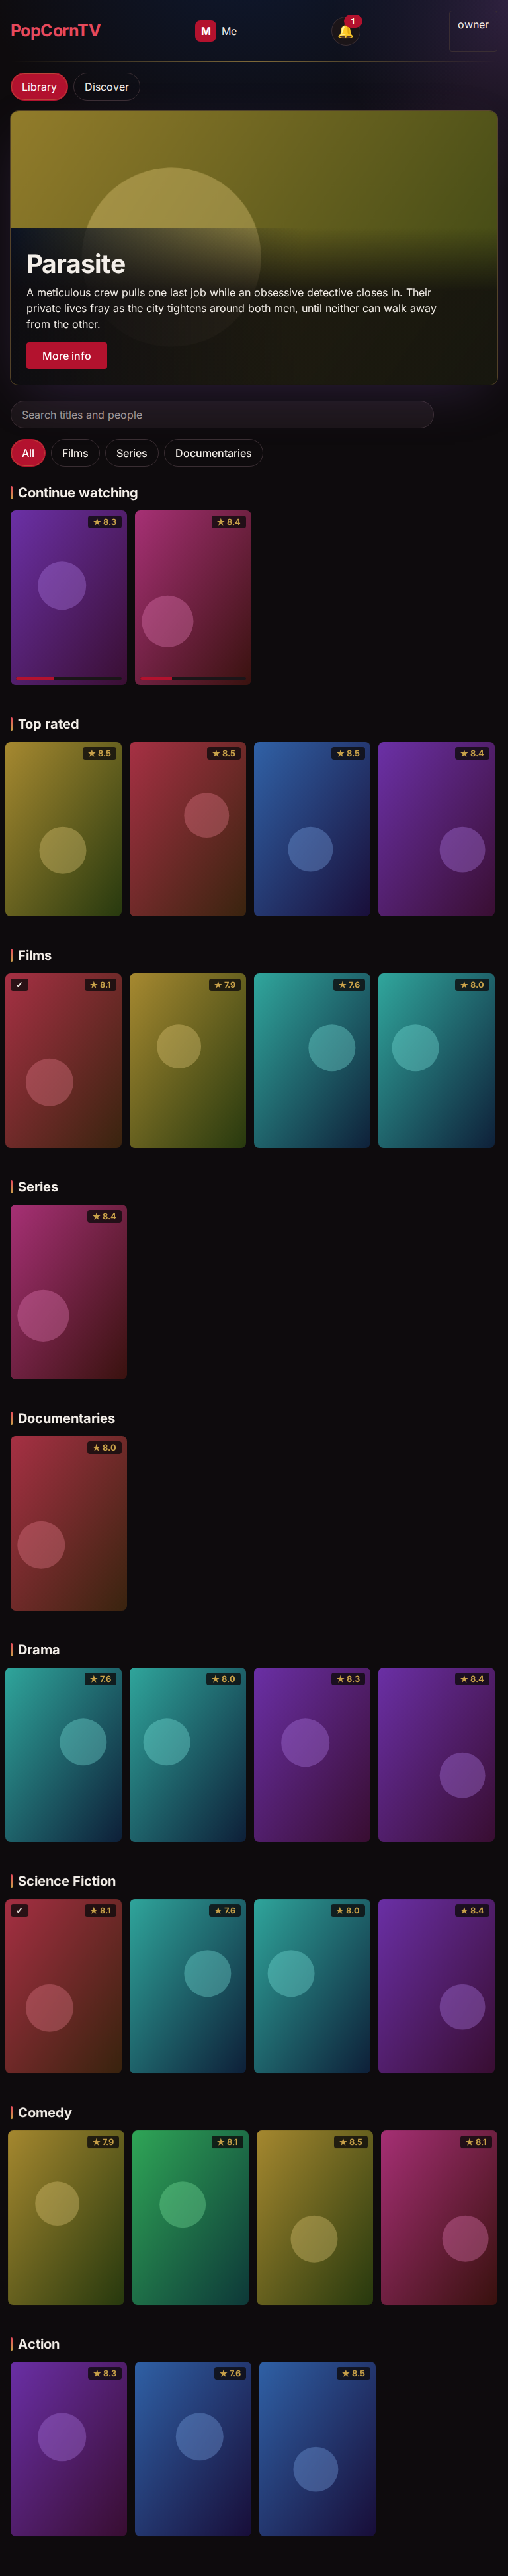 PopCornTV
M Me
🔔 1
owner
Library Discover
Parasite
A meticulous crew pulls one last job while an obsessive detective closes in. Their
private lives fray as the city tightens around both men, until neither can walk away
from the other.
More info
Search titles and people
All Films Series Documentaries
Continue watching
★ 8.3 ★ 8.4
Top rated
★ 8.5 ★ 8.5 ★ 8.5 ★ 8.4
Films
✓ ★ 8.1 ★ 7.9 ★ 7.6 ★ 8.0
Series
★ 8.4
Documentaries
★ 8.0
Drama
★ 7.6 ★ 8.0 ★ 8.3 ★ 8.4
Science Fiction
✓ ★ 8.1 ★ 7.6 ★ 8.0 ★ 8.4
Comedy
★ 7.9 ★ 8.1 ★ 8.5 ★ 8.1
Action
★ 8.3 ★ 7.6 ★ 8.5